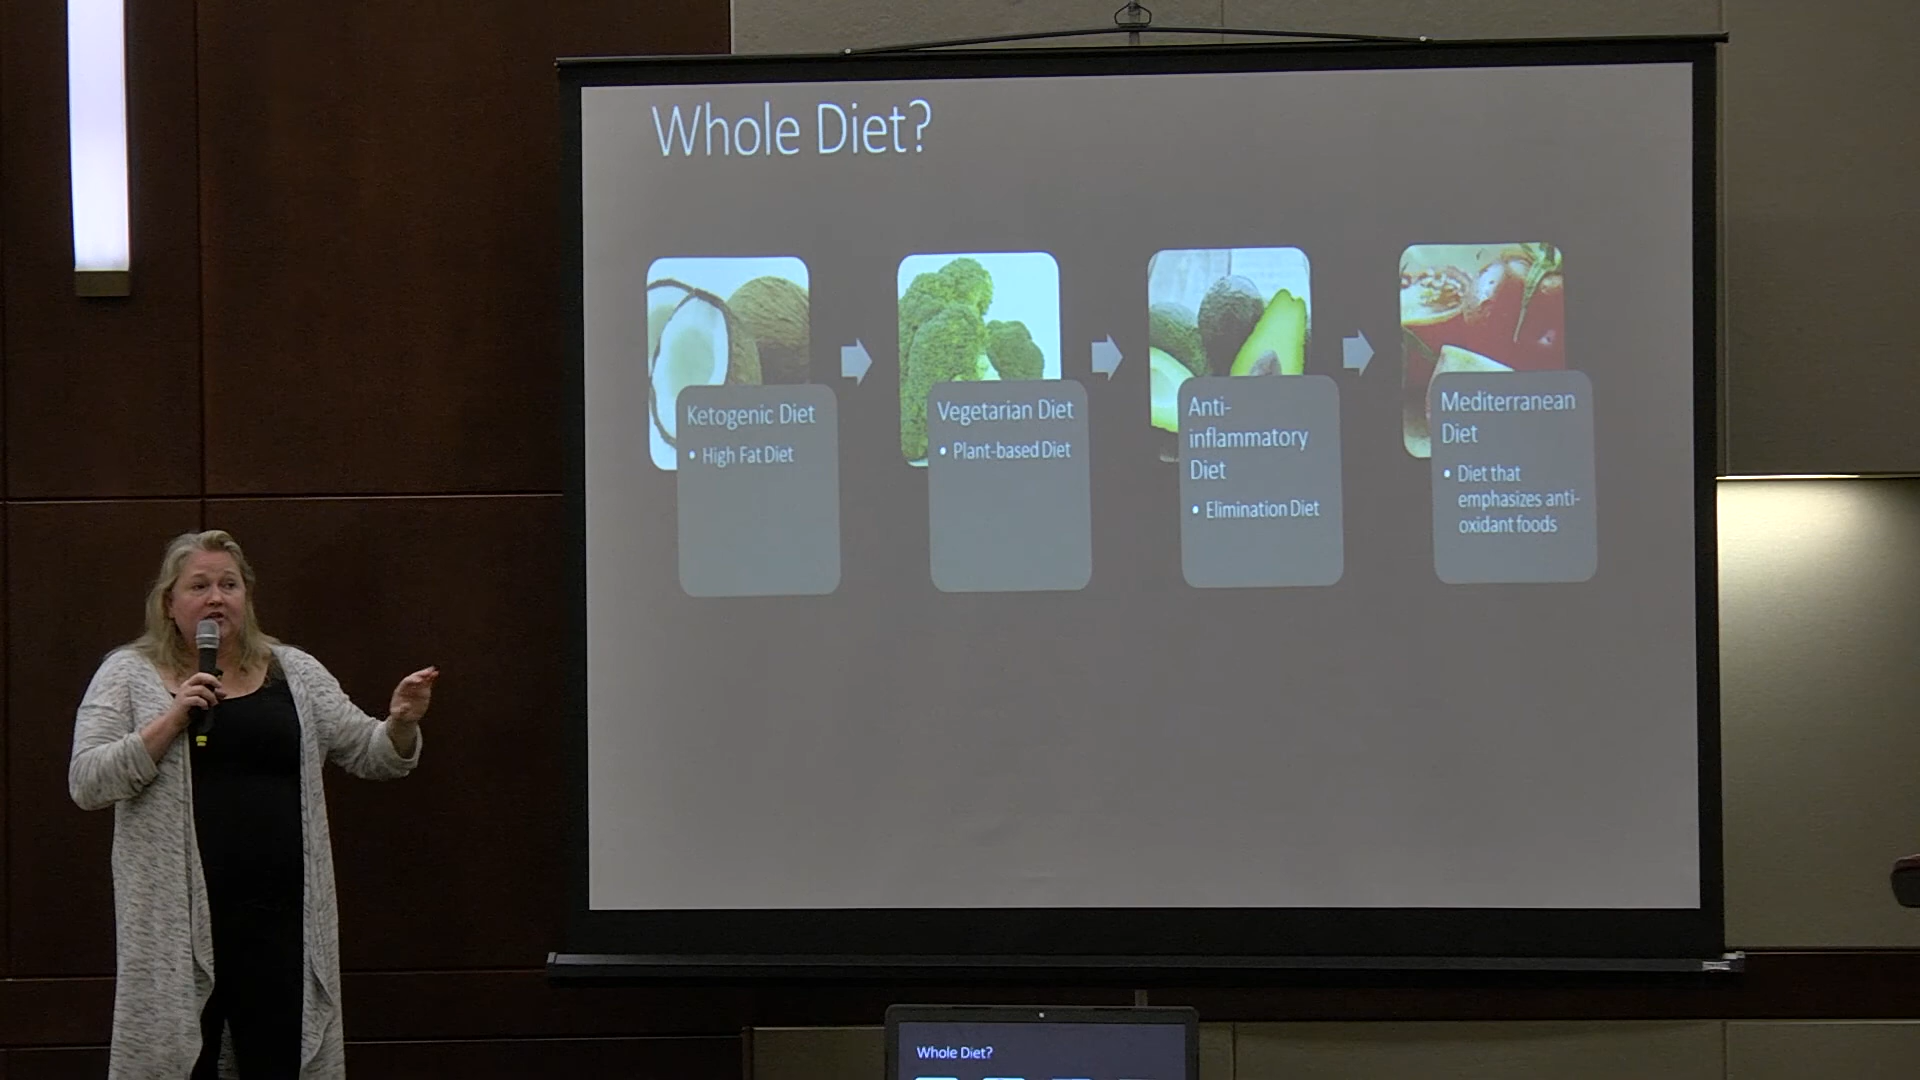 Whole Diet?
Ketogenic Diet
• High Fat Diet
Vegetarian Diet
• Plant-based Diet
Anti-
inflammatory
Diet
• Elimination Diet
Mediterranean
Diet
• Diet that
emphasizes anti-
oxidant foods
Whole Diet?